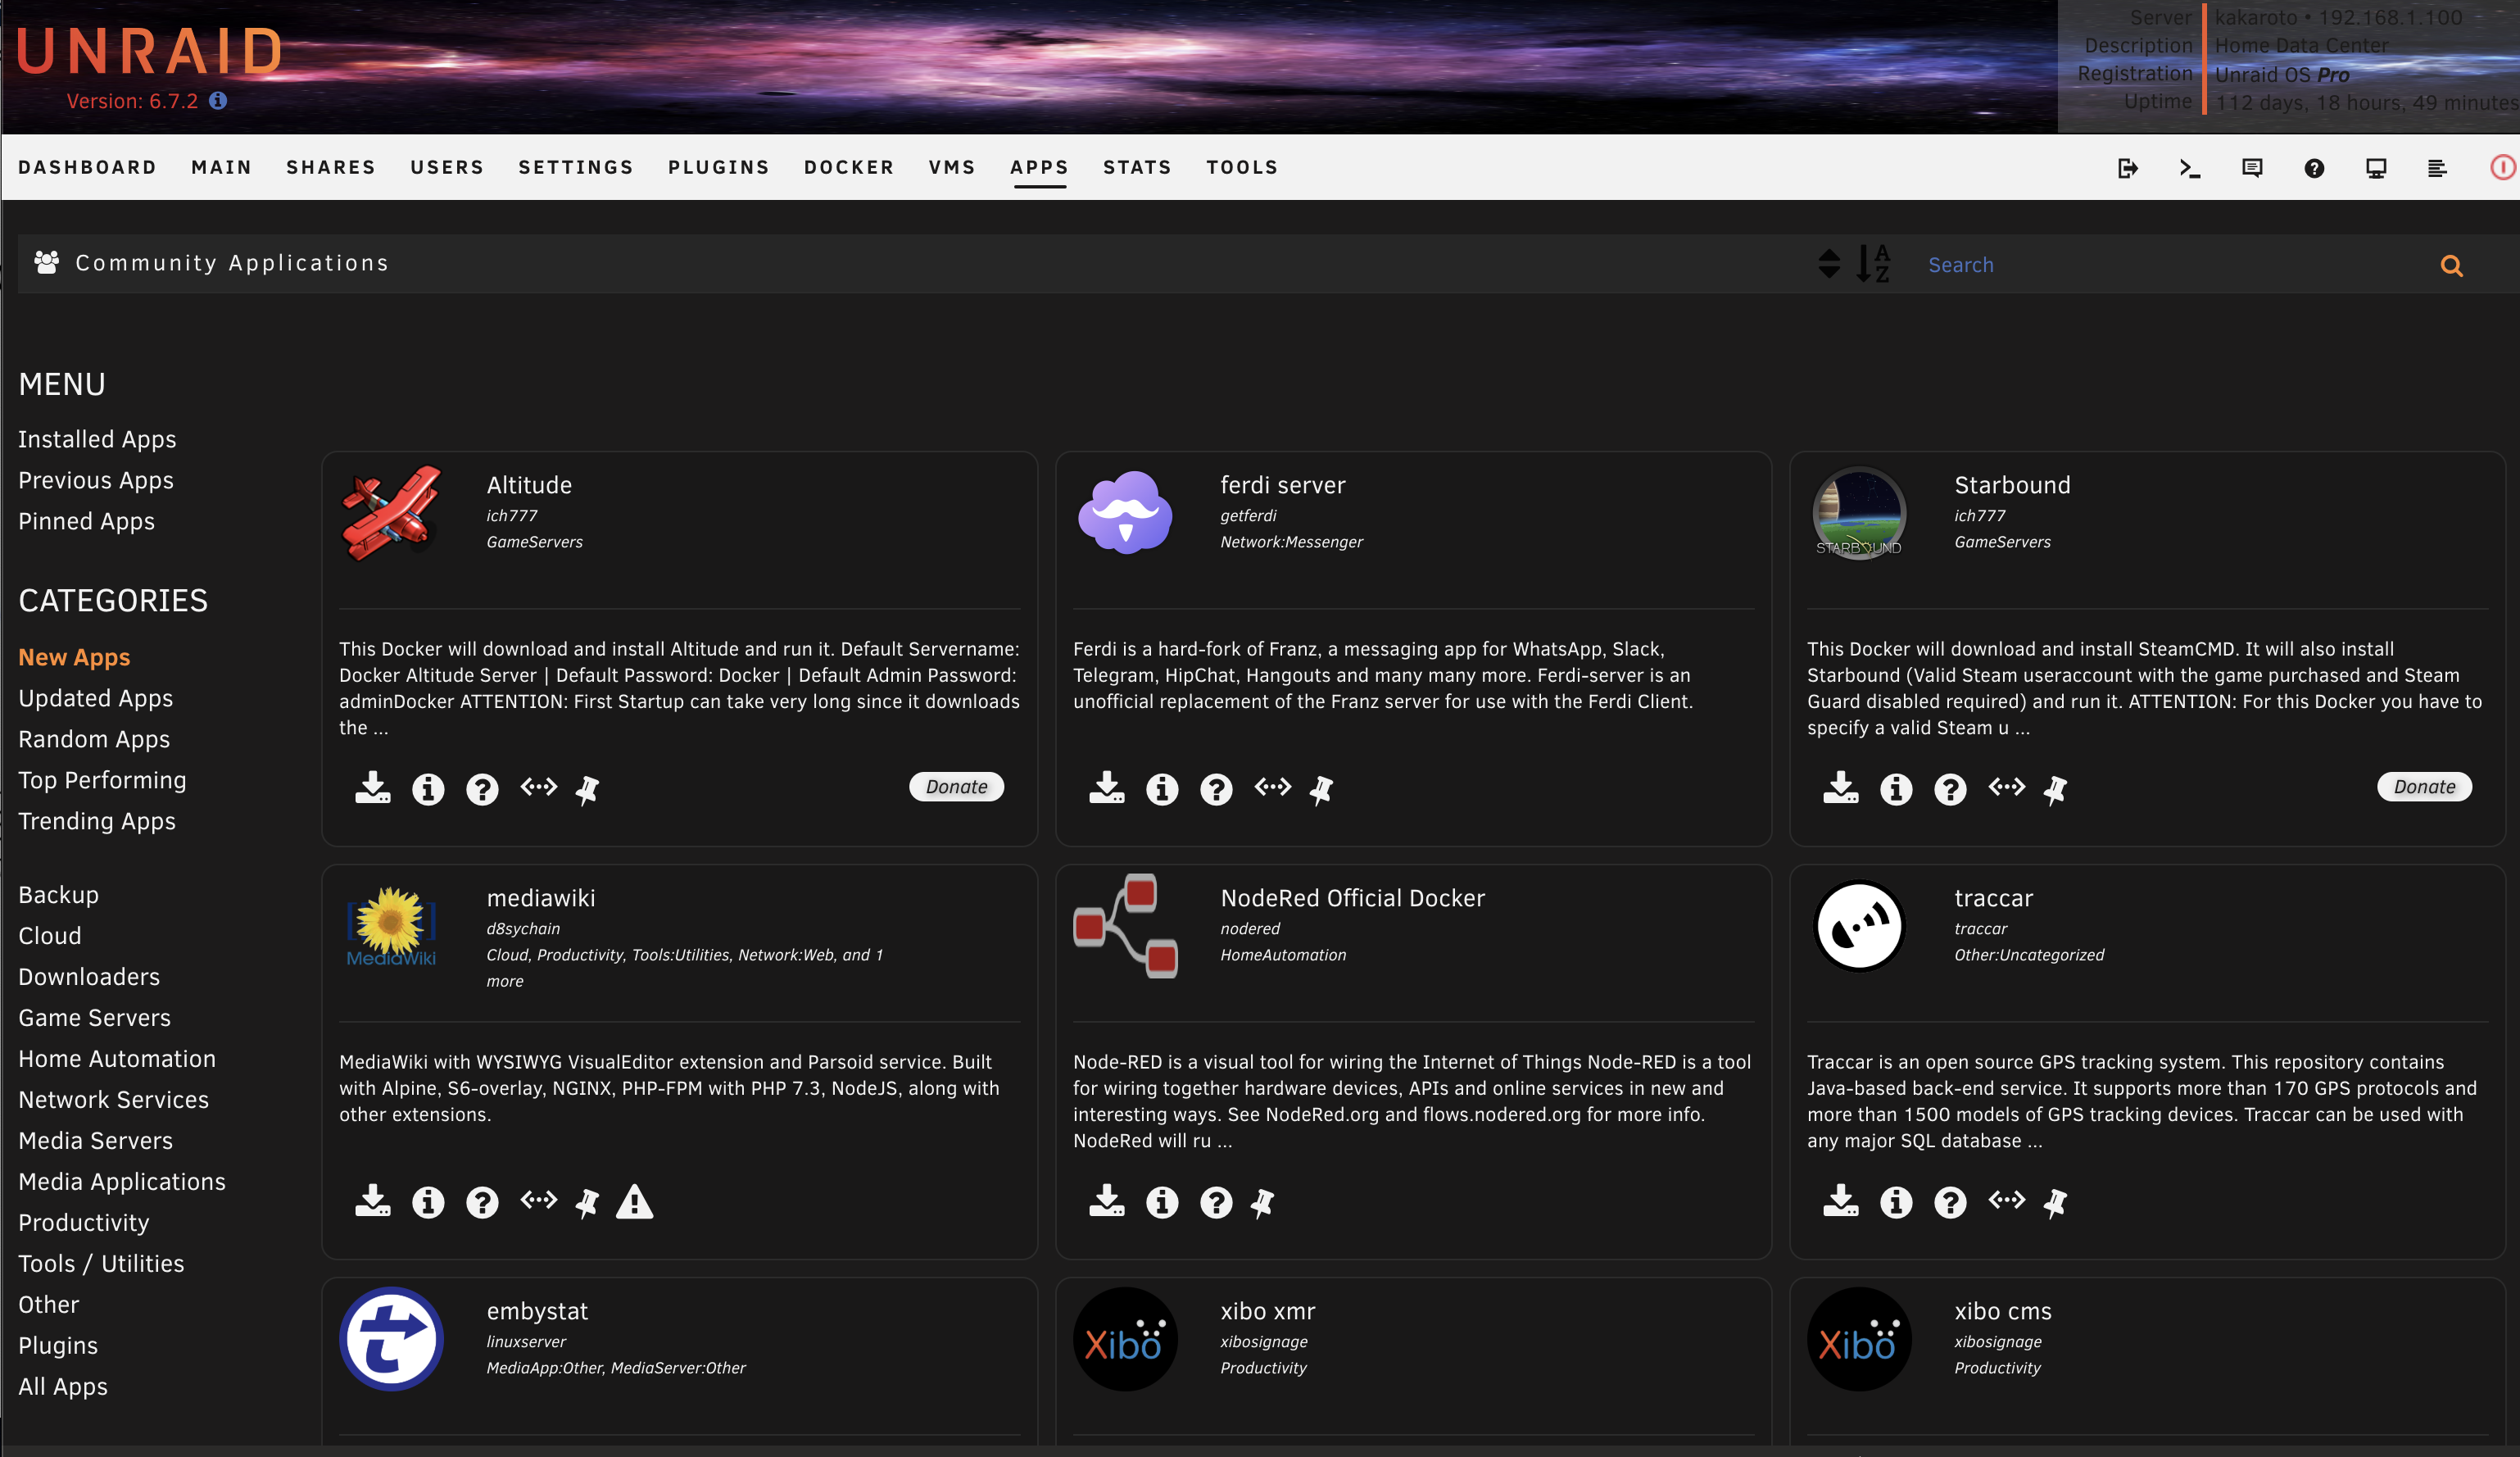 UNRAID
Version: 6.7.2
Server kakaroto • 192.168.1.100
Description Home Data Center
Registration Unraid OS Pro
Uptime 112 days, 18 hours, 49 minutes
DASHBOARD MAIN SHARES USERS SETTINGS PLUGINS DOCKER VMS APPS STATS TOOLS
Community Applications
A
Z
Search
MENU
Installed Apps
Previous Apps
Pinned Apps
CATEGORIES
New Apps
Updated Apps
Random Apps
Top Performing
Trending Apps
Backup
Cloud
Downloaders
Game Servers
Home Automation
Network Services
Media Servers
Media Applications
Productivity
Tools / Utilities
Other
Plugins
All Apps
Altitude
ich777
GameServers
This Docker will download and install Altitude and run it. Default Servername:
Docker Altitude Server | Default Password: Docker | Default Admin Password:
adminDocker ATTENTION: First Startup can take very long since it downloads
the ...
Donate
ferdi server
getferdi
Network:Messenger
Ferdi is a hard-fork of Franz, a messaging app for WhatsApp, Slack,
Telegram, HipChat, Hangouts and many many more. Ferdi-server is an
unofficial replacement of the Franz server for use with the Ferdi Client.
STARBOUND
Starbound
ich777
GameServers
This Docker will download and install SteamCMD. It will also install
Starbound (Valid Steam useraccount with the game purchased and Steam
Guard disabled required) and run it. ATTENTION: For this Docker you have to
specify a valid Steam u ...
Donate
MediaWiki
mediawiki
d8sychain
Cloud, Productivity, Tools:Utilities, Network:Web, and 1
more
MediaWiki with WYSIWYG VisualEditor extension and Parsoid service. Built
with Alpine, S6-overlay, NGINX, PHP-FPM with PHP 7.3, NodeJS, along with
other extensions.
NodeRed Official Docker
nodered
HomeAutomation
Node-RED is a visual tool for wiring the Internet of Things Node-RED is a tool
for wiring together hardware devices, APIs and online services in new and
interesting ways. See NodeRed.org and flows.nodered.org for more info.
NodeRed will ru ...
traccar
traccar
Other:Uncategorized
Traccar is an open source GPS tracking system. This repository contains
Java-based back-end service. It supports more than 170 GPS protocols and
more than 1500 models of GPS tracking devices. Traccar can be used with
any major SQL database ...
embystat
linuxserver
MediaApp:Other, MediaServer:Other
Xibo
xibo xmr
xibosignage
Productivity
Xibo
xibo cms
xibosignage
Productivity